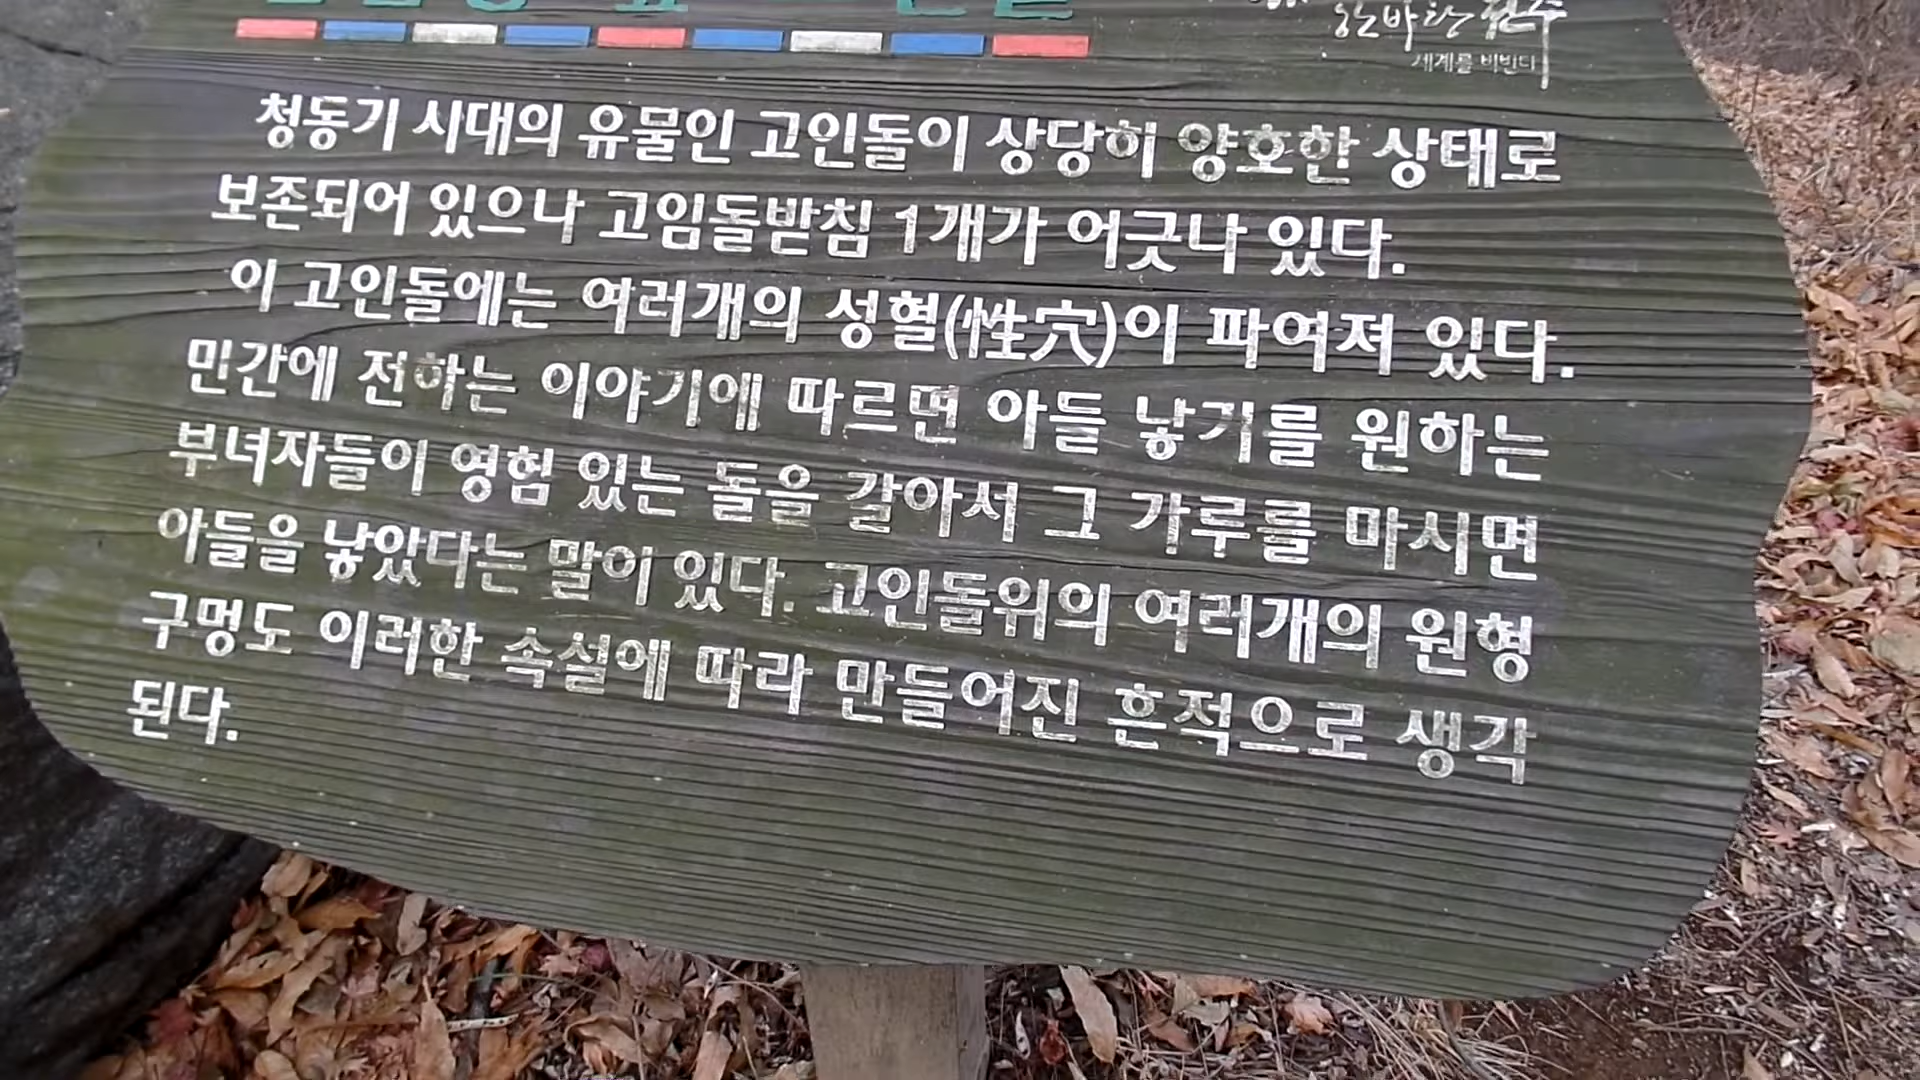 한바탕 전주
세계를 비빈다
청동기 시대의 유물인 고인돌이 상당히 양호한 상태로
보존되어 있으나 고임돌받침 1개가 어긋나 있다.
이 고인돌에는 여러개의 성혈(性穴)이 파여져 있다.
민간에 전하는 이야기에 따르면 아들 낳기를 원하는
부녀자들이 영험 있는 돌을 갈아서 그 가루를 마시면
아들을 낳았다는 말이 있다. 고인돌위의 여러개의 원형
구멍도 이러한 속설에 따라 만들어진 흔적으로 생각
된다.